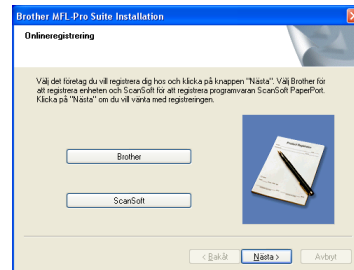 Brother MFL-Pro Suite Installation
Onlineregistrering
Välj det företag du vill registrera dig hos och klicka på knappen "Nästa". Välj Brother för
att registrera enheten och ScanSoft för att registrera programvaran ScanSoft PaperPort.
Klicka på "Nästa" om du vill vänta med registreringen.
Brother
ScanSoft
< Bakåt
Nästa >
Avbryt